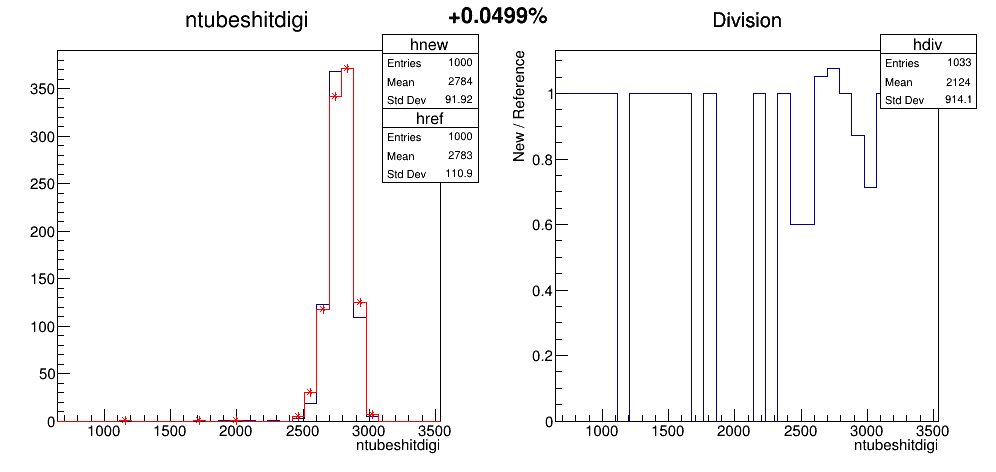 +0.0499%
ntubeshitdigi
hnew
Entries 1000
Mean 2784
Std Dev 91.92
href
Entries 1000
Mean 2783
Std Dev 110.9
350
300
250
200
150
100
50
0
1000 1500 2000 2500 3000 3500
ntubeshitdigi
Division
hdiv
Entries 1033
Mean 2124
Std Dev 914.1
New / Reference
1
0.8
0.6
0.4
0.2
0
1000 1500 2000 2500 3000 3500
ntubeshitdigi